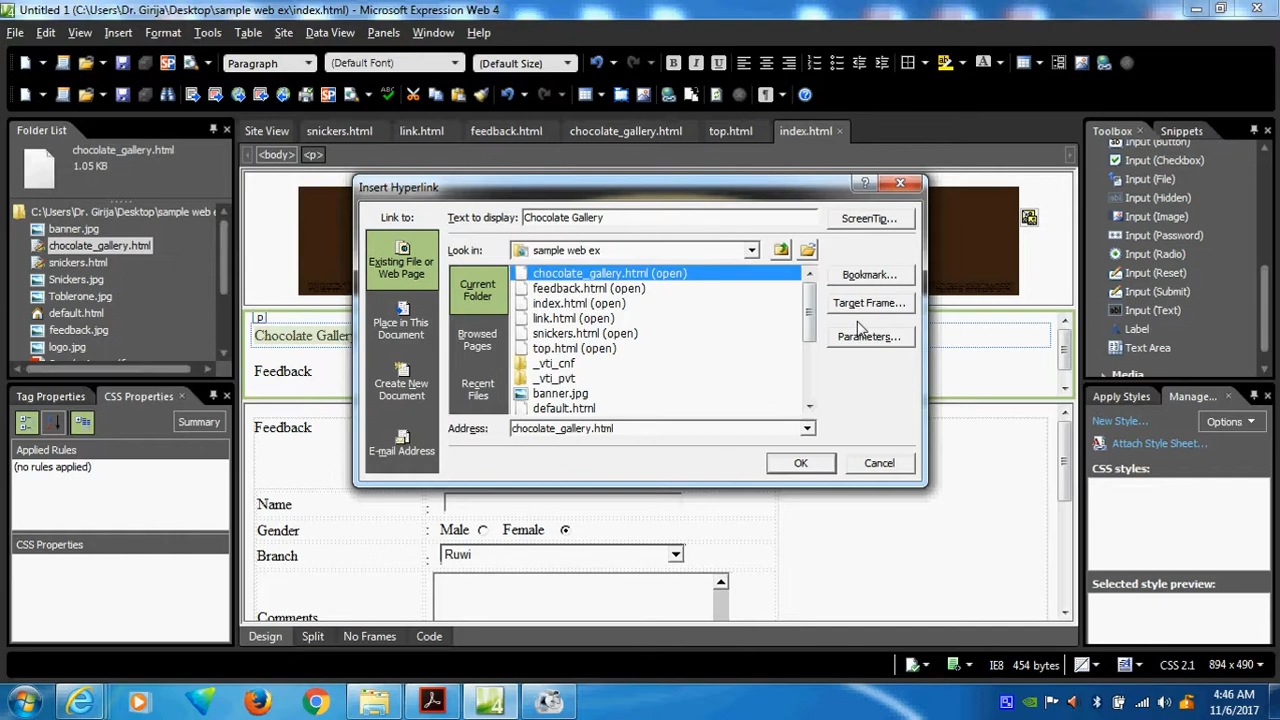 Untitled 1 (C:\Users\Dr. Girija\Desktop\sample web ex\index.html) - Microsoft Expression Web 4
File Edit View Insert Format Tools Table Site Data View Panels Window Help
Paragraph (Default Font) (Default Size)
Folder List
chocolate_gallery.html
1.05 KB
C:\Users\Dr. Girija\Desktop\sample web e
banner.jpg
chocolate_gallery.html
snickers.html
Snickers.jpg
Toblerone.jpg
default.html
feedback.jpg
logo.jpg
Tag Properties CSS Properties
Summary
Applied Rules
(no rules applied)
CSS Properties
Site View snickers.html link.html feedback.html chocolate_gallery.html top.html index.html
<body> <p>
Insert Hyperlink
Link to:
Existing File or Web Page
Place in This Document
Create New Document
E-mail Address
Text to display: Chocolate Gallery
ScreenTip...
Look in: sample web ex
Current Folder
Browsed Pages
Recent Files
chocolate_gallery.html (open)
feedback.html (open)
index.html (open)
link.html (open)
snickers.html (open)
top.html (open)
_vti_cnf
_vti_pvt
banner.jpg
default.html
Bookmark...
Target Frame...
Parameters...
Address: chocolate_gallery.html
OK Cancel
p
Chocolate Galler
Feedback
Feedback
Name :
Gender : Male Female
Branch : Ruwi
Comments
Design Split No Frames Code
Toolbox Snippets
Input (Button)
Input (Checkbox)
Input (File)
Input (Hidden)
Input (Image)
Input (Password)
Input (Radio)
Input (Reset)
Input (Submit)
Input (Text)
Label
Text Area
Media
Apply Styles Manage...
New Style... Options
Attach Style Sheet...
CSS styles:
Selected style preview:
IE8 454 bytes CSS 2.1 894 x 490
4:46 AM
11/6/2017